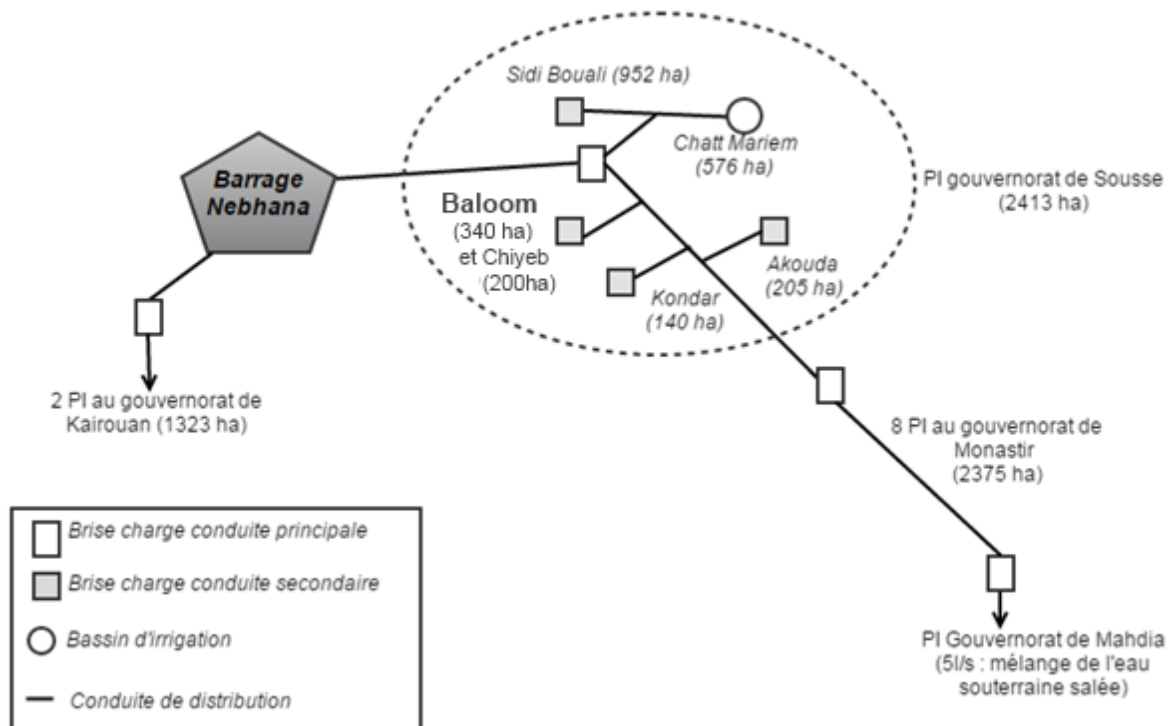 Sidi Bouali (952 ha)
Chatt Mariem
(576 ha)
Barrage
Nebhana
PI gouvernorat de Sousse
(2413 ha)
Baloom
(340 ha)
et Chiyeb
(200ha)
Akouda
(205 ha)
Kondar
(140 ha)
2 PI au gouvernorat de
Kairouan (1323 ha)
8 PI au gouvernorat de
Monastir
(2375 ha)
Brise charge conduite principale
Brise charge conduite secondaire
Bassin d'irrigation
Conduite de distribution
PI Gouvernorat de Mahdia
(5l/s : mélange de l'eau
souterraine salée)